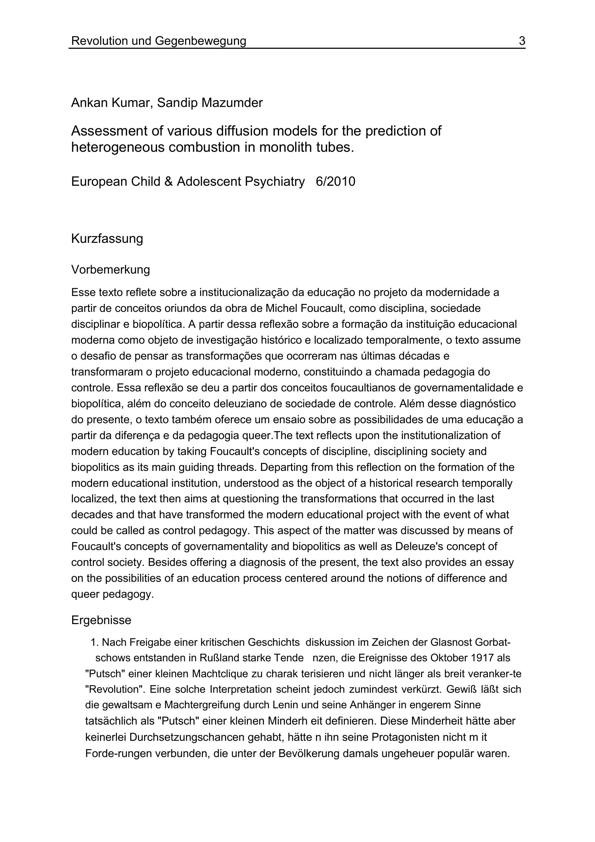 Revolution und Gegenbewegung 3
Ankan Kumar, Sandip Mazumder
Assessment of various diffusion models for the prediction of
heterogeneous combustion in monolith tubes.
European Child & Adolescent Psychiatry 6/2010
Kurzfassung
Vorbemerkung
Esse texto reflete sobre a institucionalização da educação no projeto da modernidade a
partir de conceitos oriundos da obra de Michel Foucault, como disciplina, sociedade
disciplinar e biopolítica. A partir dessa reflexão sobre a formação da instituição educacional
moderna como objeto de investigação histórico e localizado temporalmente, o texto assume
o desafio de pensar as transformações que ocorreram nas últimas décadas e
transformaram o projeto educacional moderno, constituindo a chamada pedagogia do
controle. Essa reflexão se deu a partir dos conceitos foucaultianos de governamentalidade e
biopolítica, além do conceito deleuziano de sociedade de controle. Além desse diagnóstico
do presente, o texto também oferece um ensaio sobre as possibilidades de uma educação a
partir da diferença e da pedagogia queer.The text reflects upon the institutionalization of
modern education by taking Foucault's concepts of discipline, disciplining society and
biopolitics as its main guiding threads. Departing from this reflection on the formation of the
modern educational institution, understood as the object of a historical research temporally
localized, the text then aims at questioning the transformations that occurred in the last
decades and that have transformed the modern educational project with the event of what
could be called as control pedagogy. This aspect of the matter was discussed by means of
Foucault's concepts of governamentality and biopolitics as well as Deleuze's concept of
control society. Besides offering a diagnosis of the present, the text also provides an essay
on the possibilities of an education process centered around the notions of difference and
queer pedagogy.
Ergebnisse
1. Nach Freigabe einer kritischen Geschichts diskussion im Zeichen der Glasnost Gorbat-
schows entstanden in Rußland starke Tende nzen, die Ereignisse des Oktober 1917 als
"Putsch" einer kleinen Machtclique zu charak terisieren und nicht länger als breit veranker-te
"Revolution". Eine solche Interpretation scheint jedoch zumindest verkürzt. Gewiß läßt sich
die gewaltsam e Machtergreifung durch Lenin und seine Anhänger in engerem Sinne
tatsächlich als "Putsch" einer kleinen Minderh eit definieren. Diese Minderheit hätte aber
keinerlei Durchsetzungschancen gehabt, hätte n ihn seine Protagonisten nicht m it
Forde-rungen verbunden, die unter der Bevölkerung damals ungeheuer populär waren.